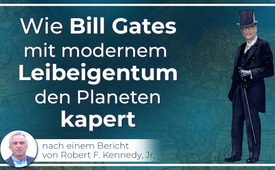 Wie Bill Gates
mit modernem
Leibeigentum
den Planeten
kapert
nach einem Bericht
von Robert F. Kennedy, Jr.